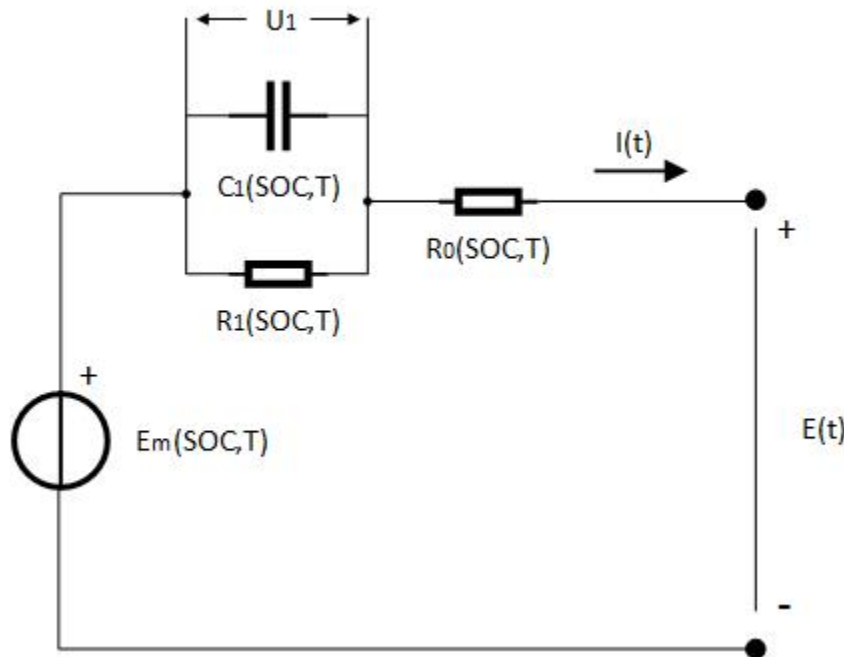 U1
C1(SOC,T)
I(t)
R0(SOC,T)
+
R1(SOC,T)
+
Em(SOC,T)
E(t)
-